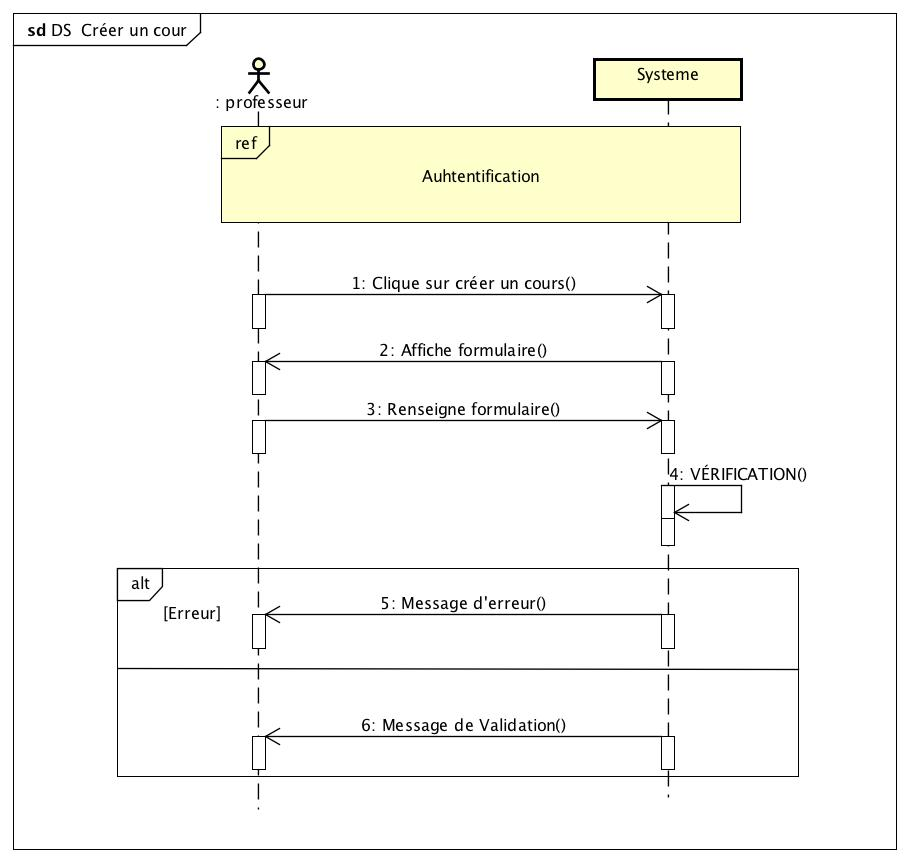 sd DS Créer un cour
: professeur
Systeme
ref
Auhtentification
1: Clique sur créer un cours()
2: Affiche formulaire()
3: Renseigne formulaire()
4: VÉRIFICATION()
alt
[Erreur]
5: Message d'erreur()
6: Message de Validation()